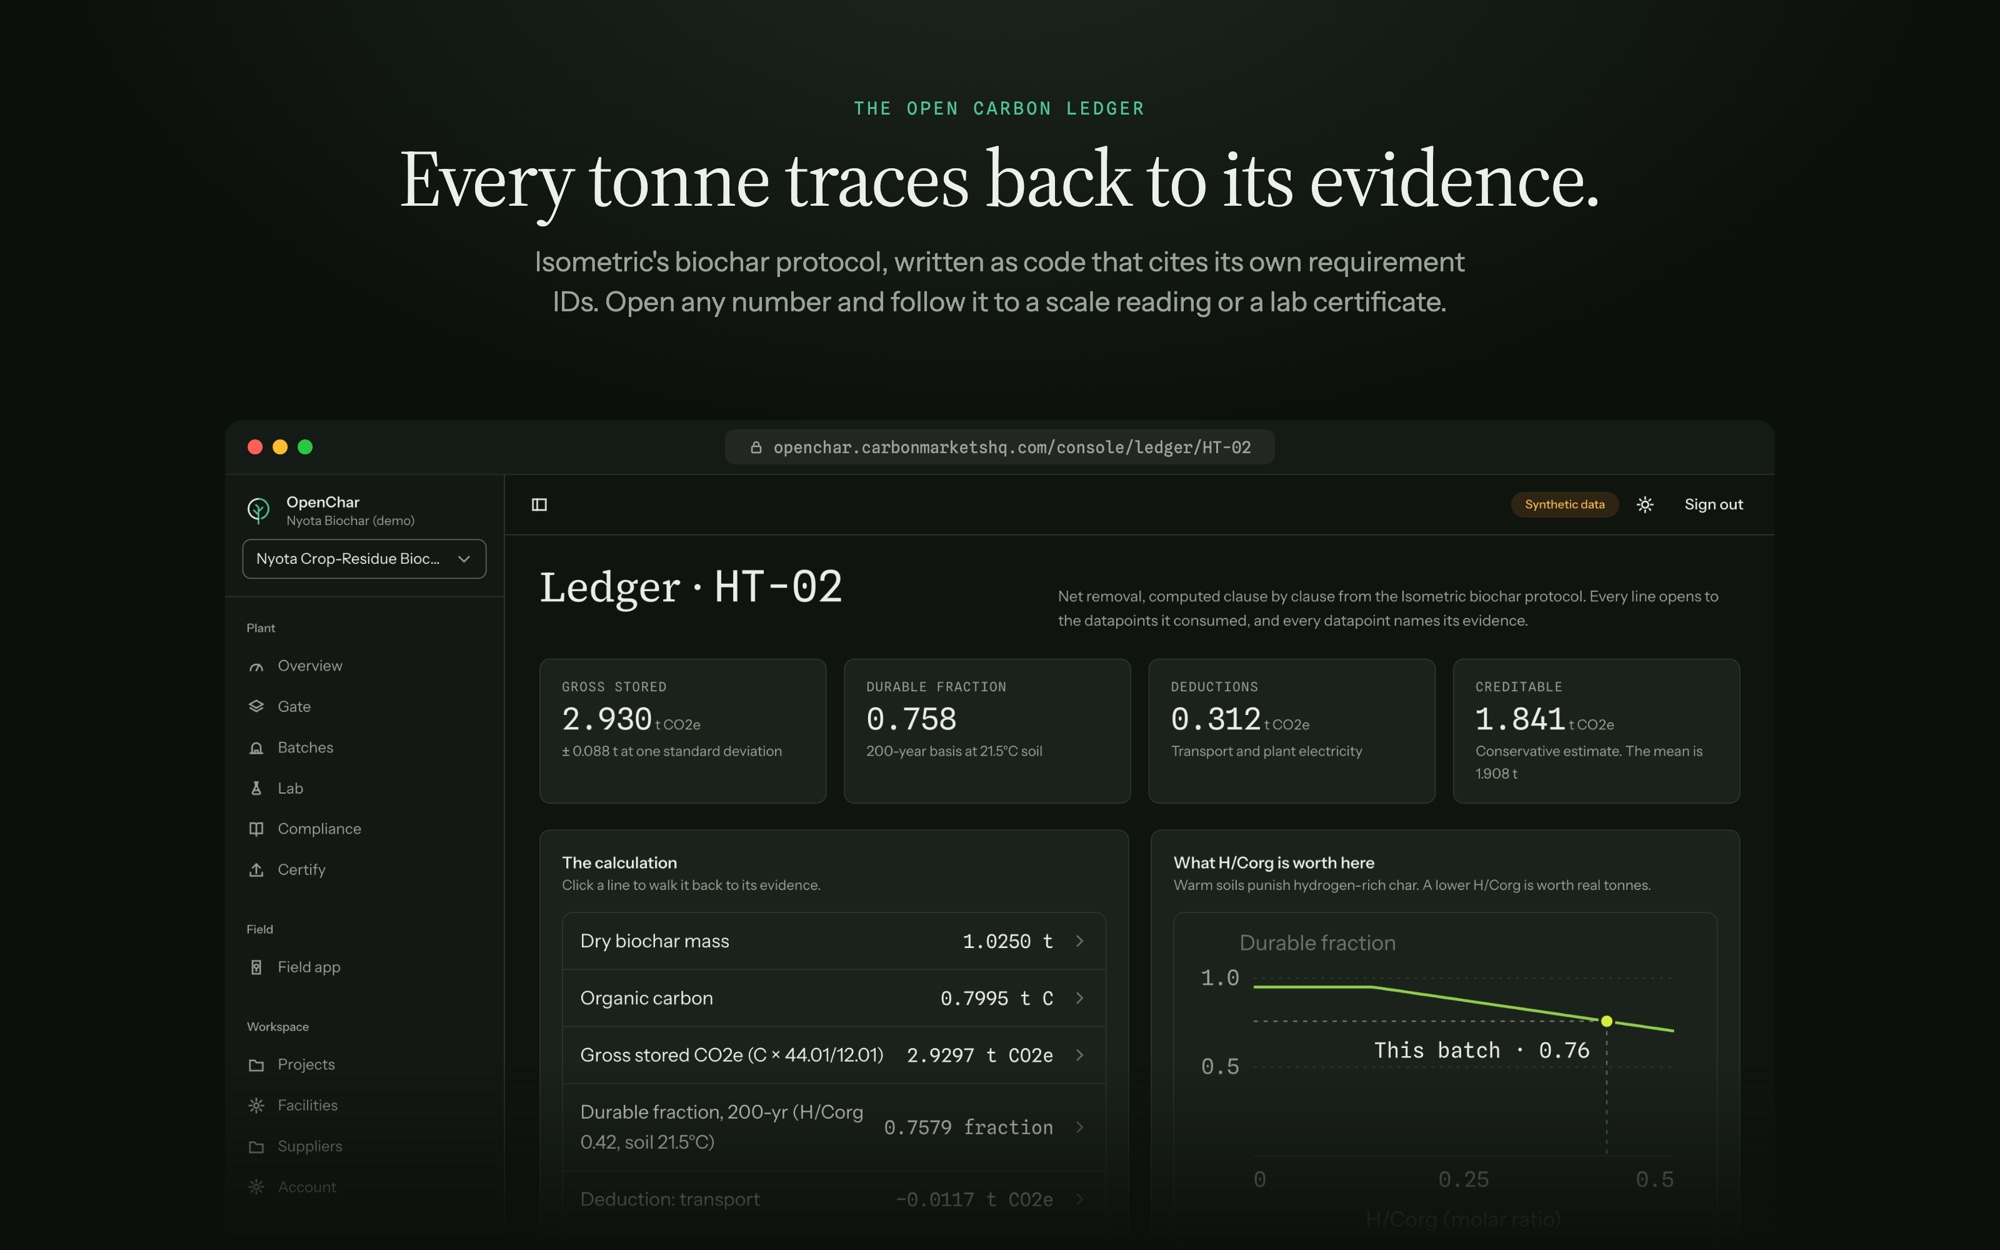 THE OPEN CARBON LEDGER
Every tonne traces back to its evidence.
Isometric's biochar protocol, written as code that cites its own requirement
IDs. Open any number and follow it to a scale reading or a lab certificate.
openchar.carbonmarketshq.com/console/ledger/HT-02
OpenChar
Nyota Biochar (demo)
Nyota Crop-Residue Bioc...
Plant
Overview
Gate
Batches
Lab
Compliance
Certify
Field
Field app
Workspace
Projects
Facilities
Suppliers
Account
Synthetic data
Sign out
Ledger · HT-02
Net removal, computed clause by clause from the Isometric biochar protocol. Every line opens to
the datapoints it consumed, and every datapoint names its evidence.
GROSS STORED
2.930 t CO2e
± 0.088 t at one standard deviation
DURABLE FRACTION
0.758
200-year basis at 21.5°C soil
DEDUCTIONS
0.312 t CO2e
Transport and plant electricity
CREDITABLE
1.841 t CO2e
Conservative estimate. The mean is
1.908 t
The calculation
Click a line to walk it back to its evidence.
Dry biochar mass 1.0250 t
Organic carbon 0.7995 t C
Gross stored CO2e (C × 44.01/12.01) 2.9297 t CO2e
Durable fraction, 200-yr (H/Corg
0.42, soil 21.5°C) 0.7579 fraction
Deduction: transport −0.0117 t CO2e
What H/Corg is worth here
Warm soils punish hydrogen-rich char. A lower H/Corg is worth real tonnes.
Durable fraction
1.0
This batch · 0.76
0.5
0 0.25 0.5
H/Corg (molar ratio)